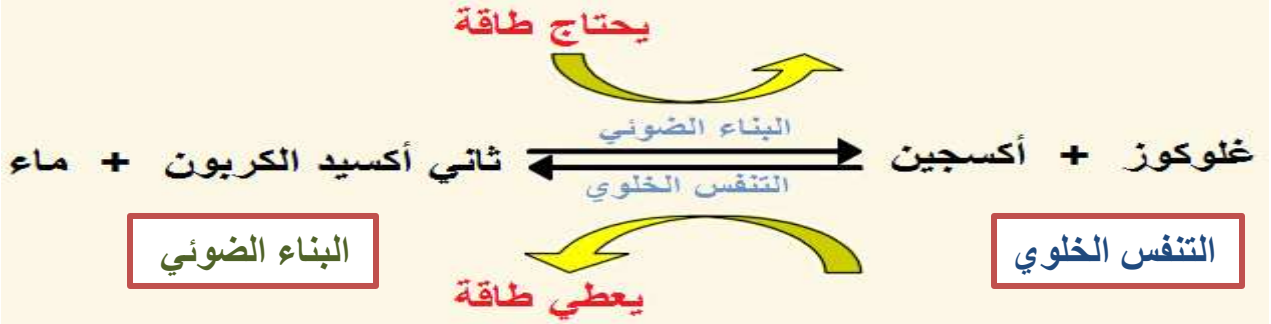 يحتاج طاقة
البناء الضوئي
غلوكوز + أكسجين
ثاني أكسيد الكربون + ماء
التنفس الخلوي
التنفس الخلوي
البناء الضوئي
يعطي طاقة